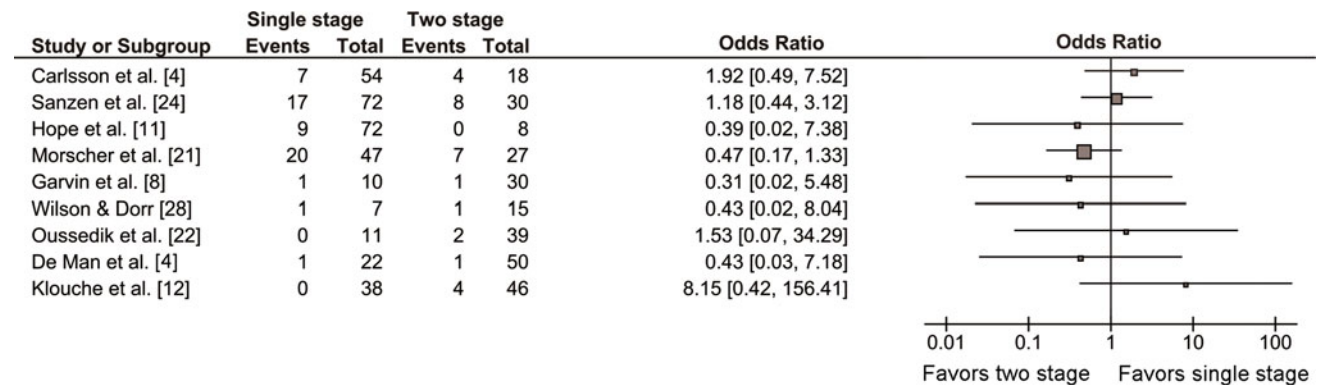 Single stage Two stage
Study or Subgroup Events Total Events Total Odds Ratio Odds Ratio
Carlsson et al. [4] 7 54 4 18 1.92 [0.49, 7.52]
Sanzen et al. [24] 17 72 8 30 1.18 [0.44, 3.12]
Hope et al. [11] 9 72 0 8 0.39 [0.02, 7.38]
Morscher et al. [21] 20 47 7 27 0.47 [0.17, 1.33]
Garvin et al. [8] 1 10 1 30 0.31 [0.02, 5.48]
Wilson & Dorr [28] 1 7 1 15 0.43 [0.02, 8.04]
Oussedik et al. [22] 0 11 2 39 1.53 [0.07, 34.29]
De Man et al. [4] 1 22 1 50 0.43 [0.03, 7.18]
Klouche et al. [12] 0 38 4 46 8.15 [0.42, 156.41]
0.01 0.1 1 10 100
Favors two stage Favors single stage